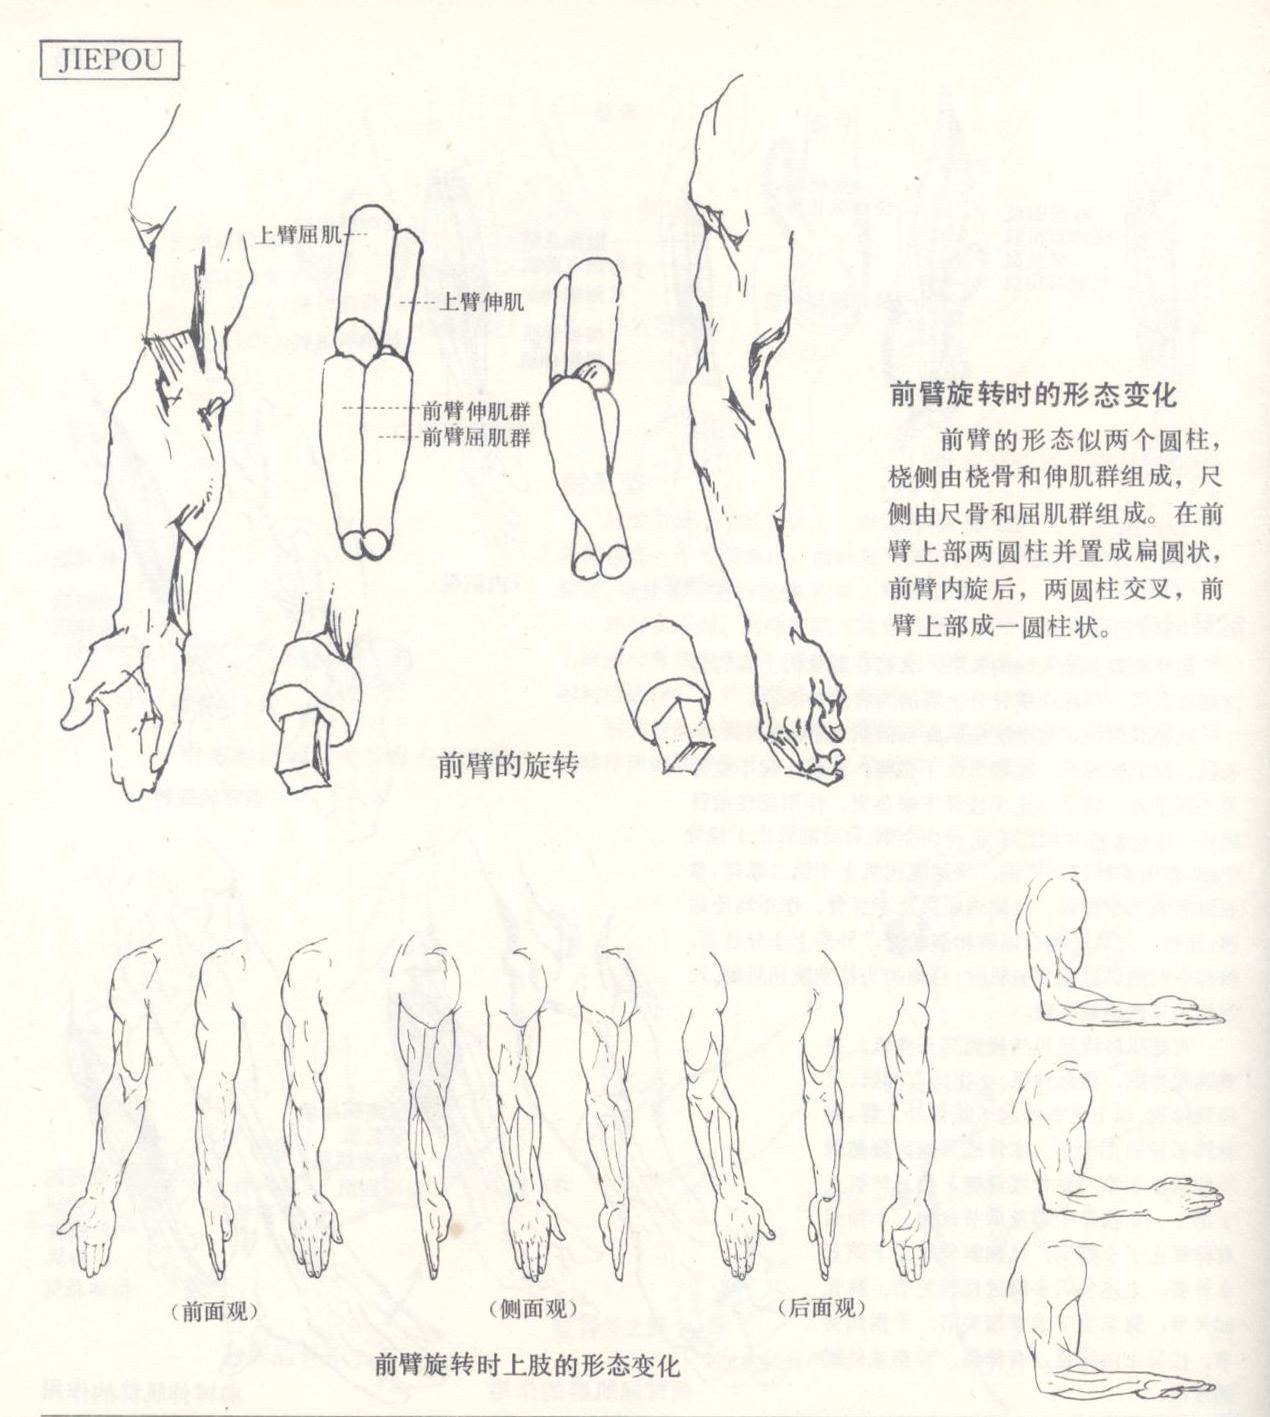 JIEPOU
上臂屈肌
上臂伸肌
前臂伸肌群
前臂屈肌群
前臂的旋转
前臂旋转时的形态变化
前臂的形态似两个圆柱，
桡侧由桡骨和伸肌群组成，尺
侧由尺骨和屈肌群组成。在前
臂上部两圆柱并置成扁圆状，
前臂内旋后，两圆柱交叉，前
臂上部成一圆柱状。
（前面观）
（侧面观）
（后面观）
前臂旋转时上肢的形态变化